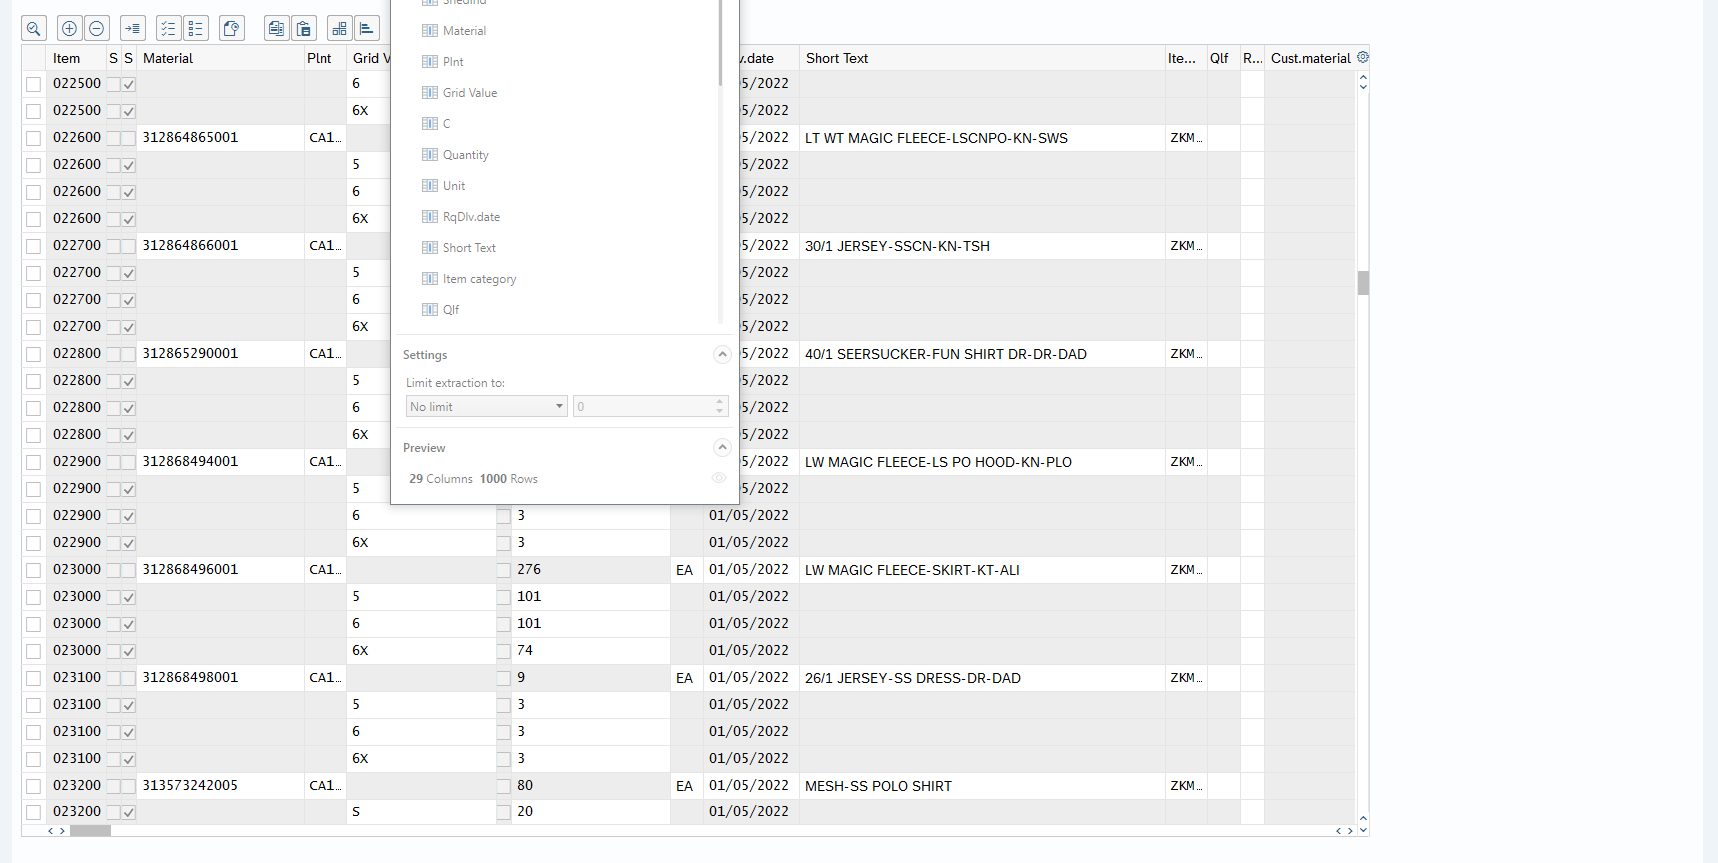 ShedInd
Material
Plnt
Grid Value
C
Quantity
Unit
RqDlv.date
Short Text
Item category
Qlf
Settings
Limit extraction to:
No limit 0
Preview
29 Columns 1000 Rows
Item S S Material Plnt Grid V v.date Short Text Ite... Qlf R... Cust.material
022500 6 5/2022
022500 6X 5/2022
022600 312864865001 CA1... 5/2022 LT WT MAGIC FLEECE-LSCNPO-KN-SWS ZKM...
022600 5 5/2022
022600 6 5/2022
022600 6X 5/2022
022700 312864866001 CA1... 5/2022 30/1 JERSEY-SSCN-KN-TSH ZKM...
022700 5 5/2022
022700 6 5/2022
022700 6X 5/2022
022800 312865290001 CA1... 5/2022 40/1 SEERSUCKER-FUN SHIRT DR-DR-DAD ZKM...
022800 5 5/2022
022800 6 5/2022
022800 6X 5/2022
022900 312868494001 CA1... 5/2022 LW MAGIC FLEECE-LS PO HOOD-KN-PLO ZKM...
022900 5 5/2022
022900 6 3 01/05/2022
022900 6X 3 01/05/2022
023000 312868496001 CA1... 276 EA 01/05/2022 LW MAGIC FLEECE-SKIRT-KT-ALI ZKM...
023000 5 101 01/05/2022
023000 6 101 01/05/2022
023000 6X 74 01/05/2022
023100 312868498001 CA1... 9 EA 01/05/2022 26/1 JERSEY-SS DRESS-DR-DAD ZKM...
023100 5 3 01/05/2022
023100 6 3 01/05/2022
023100 6X 3 01/05/2022
023200 313573242005 CA1... 80 EA 01/05/2022 MESH-SS POLO SHIRT ZKM...
023200 S 20 01/05/2022